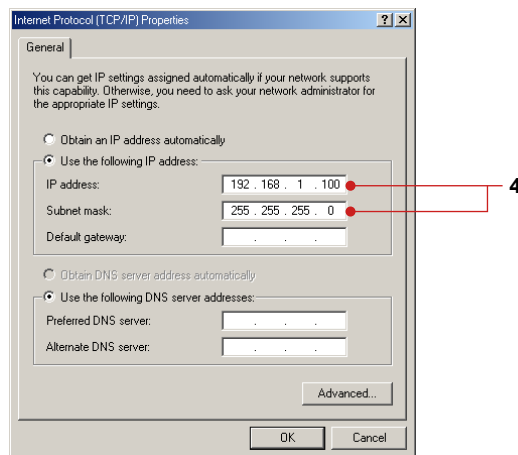 Internet Protocol (TCP/IP) Properties
General
You can get IP settings assigned automatically if your network supports
this capability. Otherwise, you need to ask your network administrator for
the appropriate IP settings.
Obtain an IP address automatically
Use the following IP address:
IP address: 192 . 168 . 1 . 100
4
Subnet mask: 255 . 255 . 255 . 0
Default gateway: . . .
Obtain DNS server address automatically
Use the following DNS server addresses:
Preferred DNS server: . . .
Alternate DNS server: . . .
Advanced...
OK Cancel